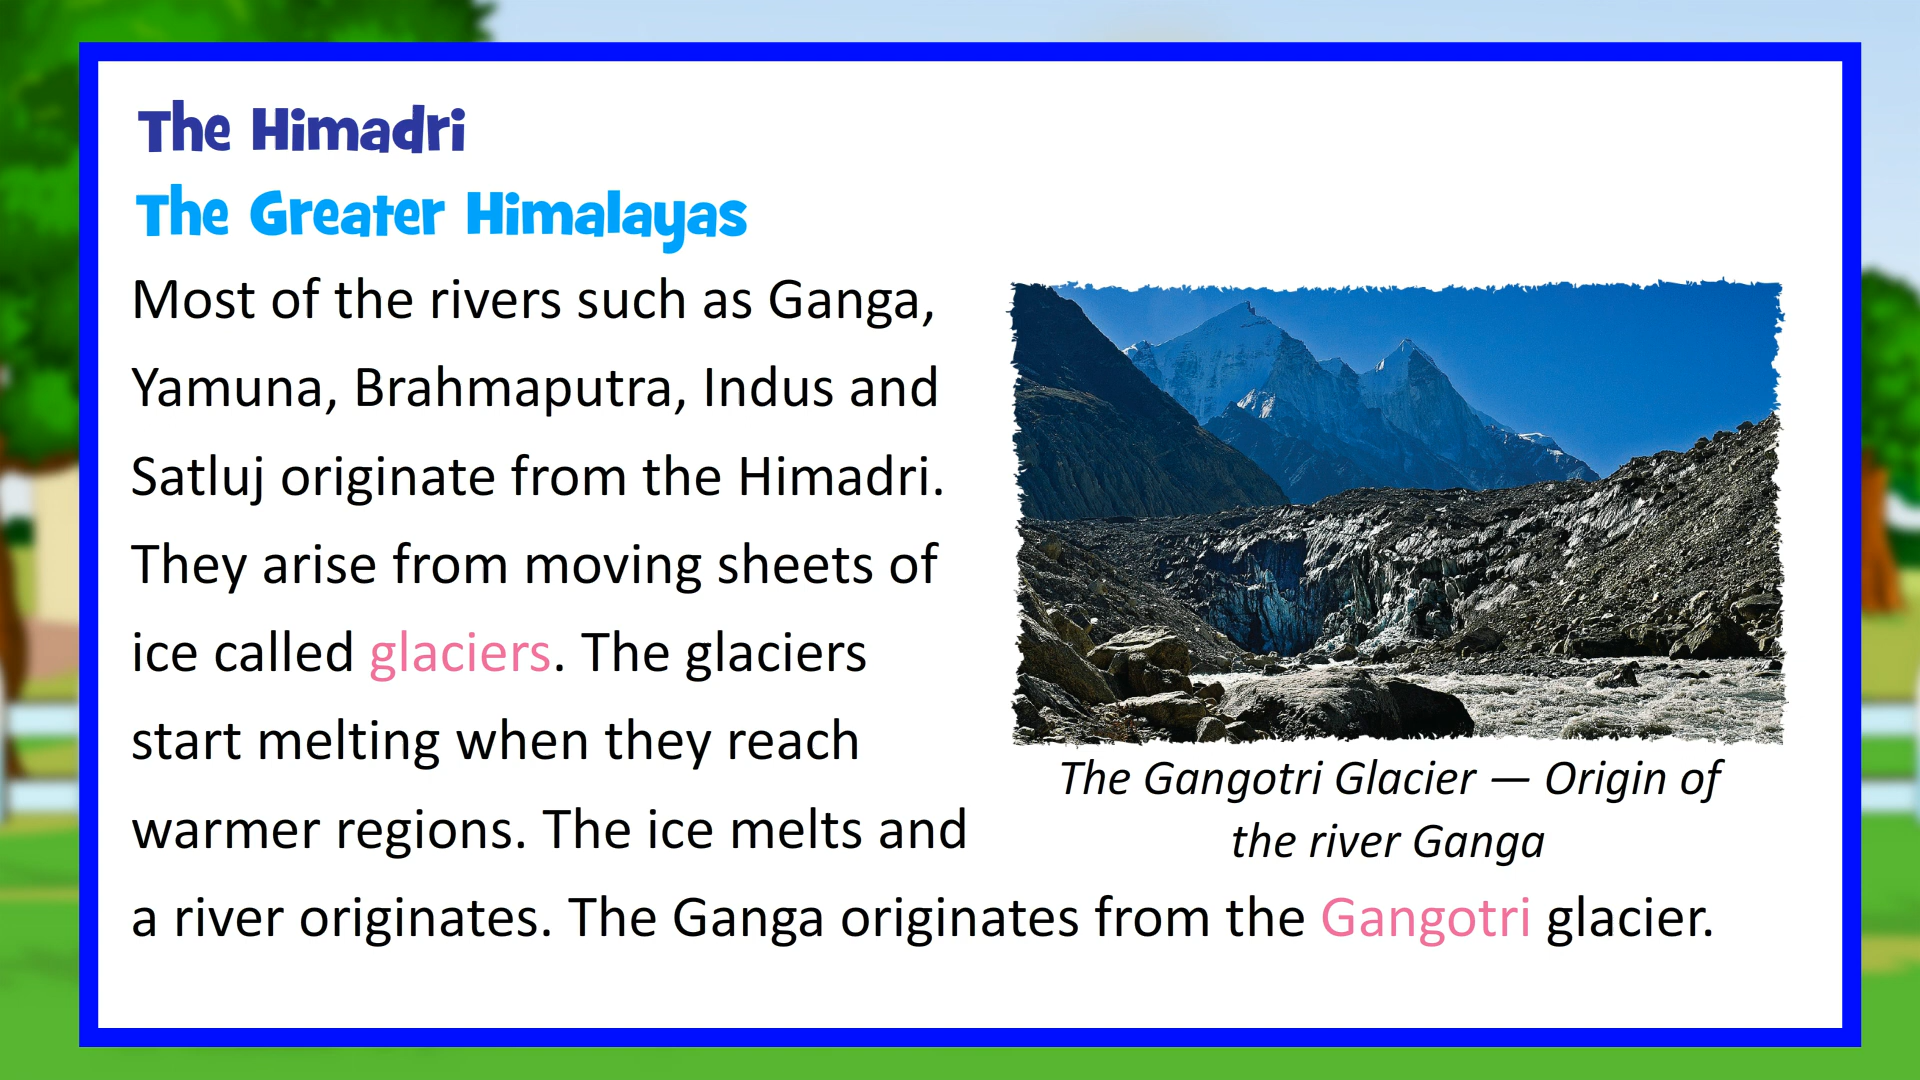 The Himadri
The Greater Himalayas
Most of the rivers such as Ganga,
Yamuna, Brahmaputra, Indus and
Satluj originate from the Himadri.
They arise from moving sheets of
ice called glaciers. The glaciers
start melting when they reach
warmer regions. The ice melts and
a river originates. The Ganga originates from the Gangotri glacier.
The Gangotri Glacier — Origin of
the river Ganga